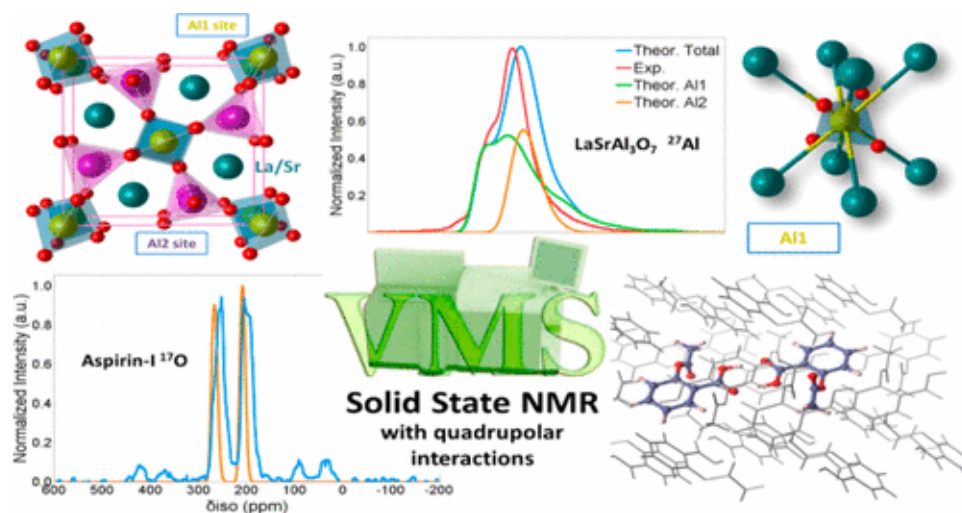 Al1 site
La/Sr
Al2 site
Normalized Intensity (a.u.)
1.0
0.8
0.6
0.4
0.2
Theor. Total
Exp.
Theor. Al1
Theor. Al2
LaSrAl₃O₇ ²⁷Al
Al1
Normalized Intensity (a.u.)
1.0
0.8
0.6
0.4
0.2
0.0
Aspirin-I ¹⁷O
600 500 400 300 200 100 0 -100 -200
δiso (ppm)
VMS
Solid State NMR
with quadrupolar
interactions